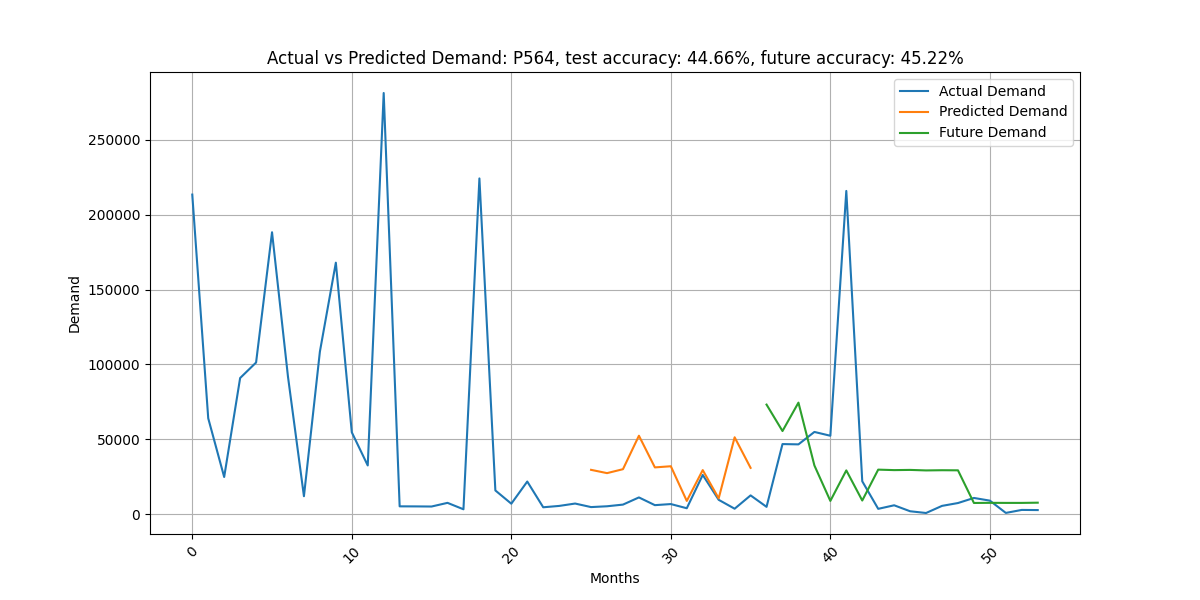 Actual vs Predicted Demand: P564, test accuracy: 44.66%, future accuracy: 45.22%
Actual Demand
Predicted Demand
Future Demand
250000
200000
150000
100000
50000
0
Demand
0 10 20 30 40 50
Months